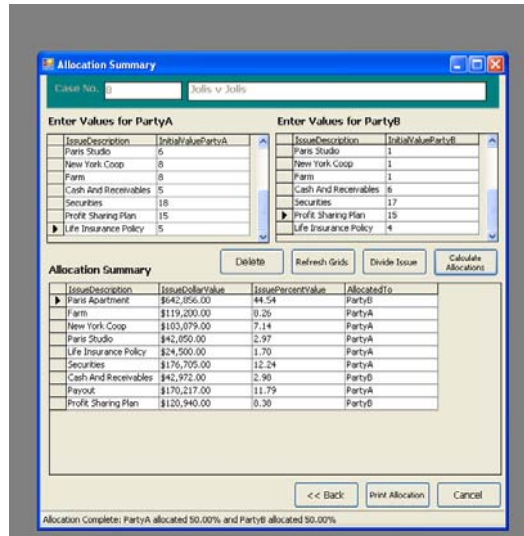 Allocation Summary
Case No. 8 Jolis v Jolis
Enter Values for PartyA Enter Values for PartyB
IssueDescription InitialValuePartyA IssueDescription InitialValuePartyB
Paris Studio 6 Paris Studio 1
New York Coop 8 New York Coop 1
Farm 8 Farm 1
Cash And Receivables 5 Cash And Receivables 6
Securities 18 Securities 17
Profit Sharing Plan 15 Profit Sharing Plan 15
Life Insurance Policy 5 Life Insurance Policy 4
Delete Refresh Grids Divide Issue Calculate Allocations
Allocation Summary
IssueDescription IssueDollarValue IssuePercentValue AllocatedTo
Paris Apartment $642,856.00 44.54 PartyB
Farm $119,200.00 8.26 PartyA
New York Coop $103,079.00 7.14 PartyA
Paris Studio $42,850.00 2.97 PartyA
Life Insurance Policy $24,500.00 1.70 PartyA
Securities $176,705.00 12.24 PartyA
Cash And Receivables $42,972.00 2.98 PartyB
Payout $170,217.00 11.79 PartyA
Profit Sharing Plan $120,940.00 8.38 PartyB
<< Back Print Allocation Cancel
Allocation Complete: PartyA allocated 50.00% and PartyB allocated 50.00%